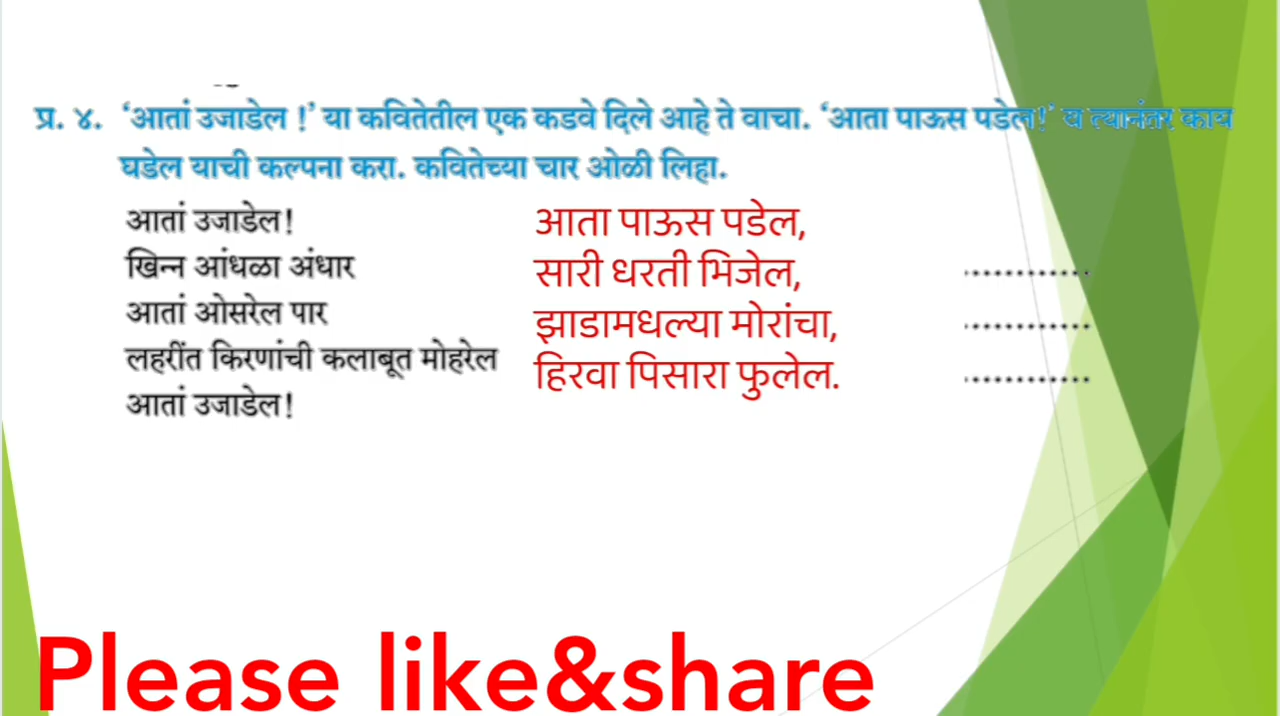 प्र. ४. ‘आतां उजाडेल !’ या कवितेतील एक कडवे दिले आहे ते वाचा. ‘आता पाऊस पडेल!’ व त्यानंतर काय
घडेल याची कल्पना करा. कवितेच्या चार ओळी लिहा.
आतां उजाडेल!
खिन्न आंधळा अंधार
आतां ओसरेल पार
लहरींत किरणांची कलाबूत मोहरेल
आतां उजाडेल!
आता पाऊस पडेल,
सारी धरती भिजेल,
झाडामधल्या मोरांचा,
हिरवा पिसारा फुलेल.
.............
.............
.............
Please like&share